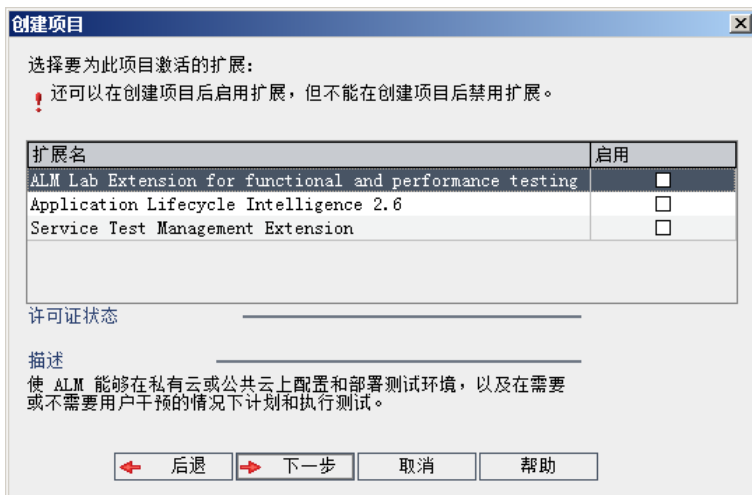 创建项目
选择要为此项目激活的扩展:
还可以在创建项目后启用扩展，但不能在创建项目后禁用扩展。
扩展名 启用
ALM Lab Extension for functional and performance testing
Application Lifecycle Intelligence 2.6
Service Test Management Extension
许可证状态
描述
使 ALM 能够在私有云或公共云上配置和部署测试环境，以及在需要
或不需要用户干预的情况下计划和执行测试。
后退 下一步 取消 帮助